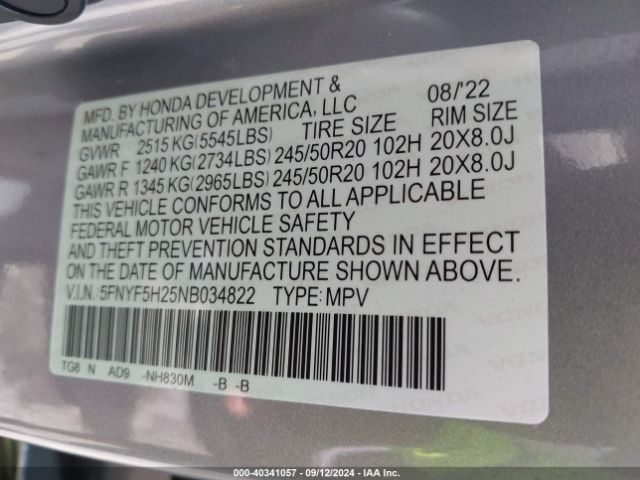 MFD. BY HONDA DEVELOPMENT & 08/'22
MANUFACTURING OF AMERICA, LLC
GVWR 2515 KG(5545LBS) TIRE SIZE RIM SIZE
GAWR F 1240 KG(2734LBS) 245/50R20 102H 20X8.0J
GAWR R 1345 KG(2965LBS) 245/50R20 102H 20X8.0J
THIS VEHICLE CONFORMS TO ALL APPLICABLE
FEDERAL MOTOR VEHICLE SAFETY
AND THEFT PREVENTION STANDARDS IN EFFECT
ON THE DATE OF MANUFACTURE SHOWN ABOVE.
V.I.N. 5FNYF5H25NB034822 TYPE: MPV
TG8 N AD9 -NH830M -B -B
000-40341057 - 09/12/2024 - IAA Inc.